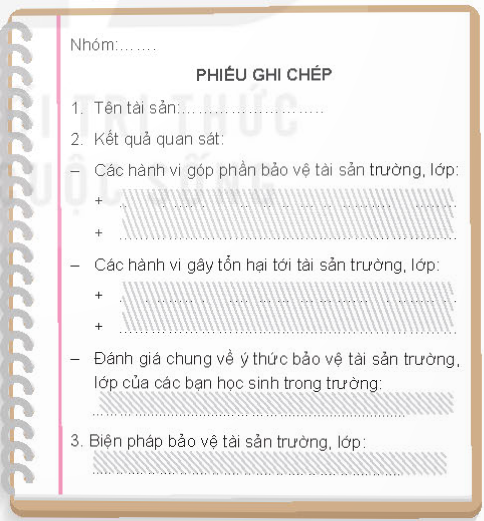 Nhóm:.......
PHIẾU GHI CHÉP
1. Tên tài sản:..........................
2. Kết quả quan sát:
– Các hành vi góp phần bảo vệ tài sản trường, lớp:
+
+
– Các hành vi gây tổn hại tới tài sản trường, lớp:
+
+
– Đánh giá chung về ý thức bảo vệ tài sản trường,
lớp của các bạn học sinh trong trường:
3. Biện pháp bảo vệ tài sản trường, lớp: